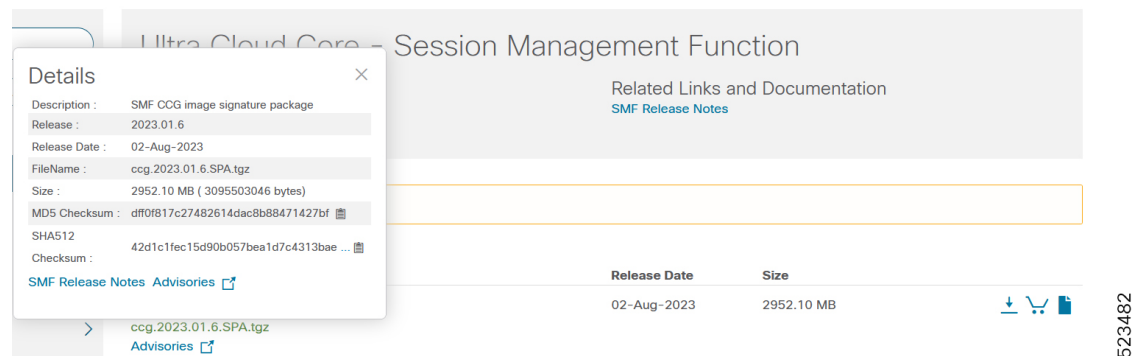 Ultra Cloud Core - Session Management Function
Details
Description : SMF CCG image signature package
Release : 2023.01.6
Release Date : 02-Aug-2023
FileName : ccg.2023.01.6.SPA.tgz
Size : 2952.10 MB ( 3095503046 bytes)
MD5 Checksum : dff0f817c27482614dac8b88471427bf
SHA512
Checksum :
42d1c1fec15d90b057bea1d7c4313bae ...
SMF Release Notes Advisories
Related Links and Documentation
SMF Release Notes
Release Date Size
02-Aug-2023 2952.10 MB
ccg.2023.01.6.SPA.tgz
Advisories
523482